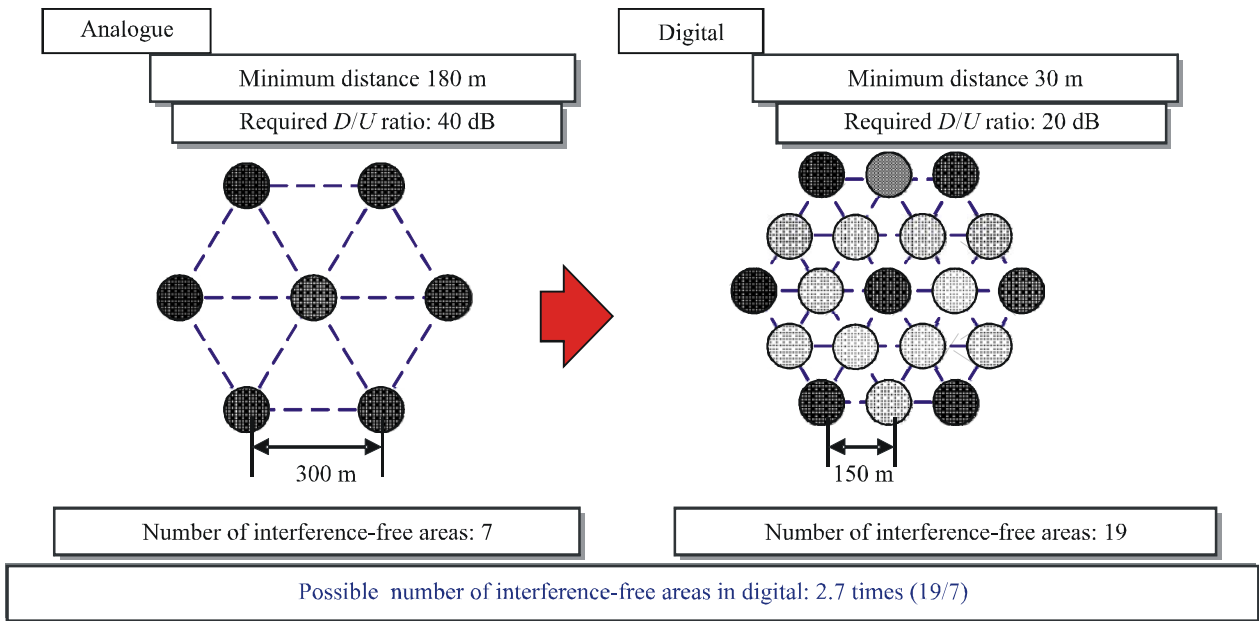 Analogue
Minimum distance 180 m
Required D/U ratio: 40 dB
300 m
Number of interference-free areas: 7
Digital
Minimum distance 30 m
Required D/U ratio: 20 dB
150 m
Number of interference-free areas: 19
Possible number of interference-free areas in digital: 2.7 times (19/7)